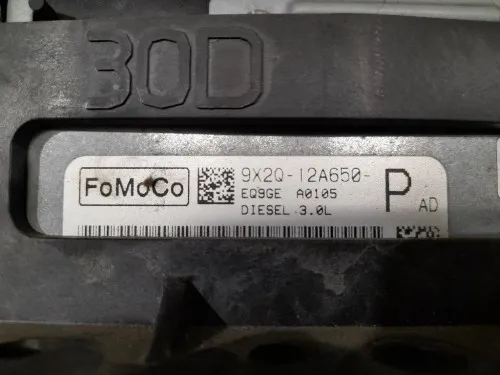 30D
FoMoCo
9X2Q-12A650-
P
AD
EQ9GE A0105
DIESEL 3.0L